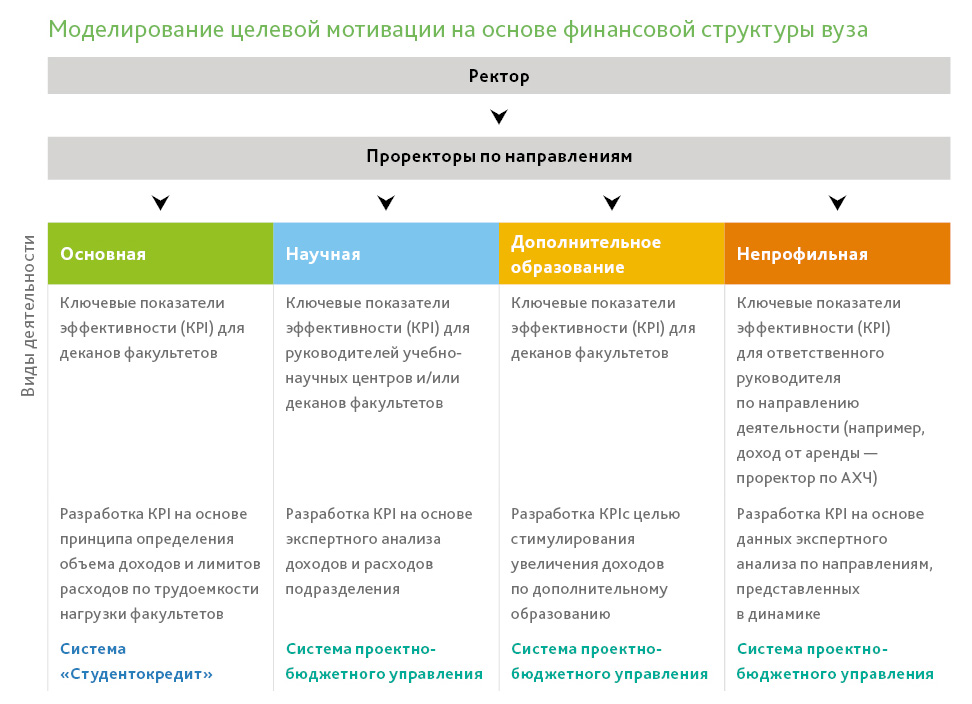 Моделирование целевой мотивации на основе финансовой структуры вуза
Ректор
Проректоры по направлениям
Виды деятельности
Основная
Ключевые показатели
эффективности (KPI) для
деканов факультетов
Разработка KPI на основе
принципа определения
объема доходов и лимитов
расходов по трудоемкости
нагрузки факультетов
Система
«Студентокредит»
Научная
Ключевые показатели
эффективности (KPI) для
руководителей учебно-
научных центров и/или
деканов факультетов
Разработка KPI на основе
экспертного анализа
доходов и расходов
подразделения
Система проектно-
бюджетного управления
Дополнительное
образование
Ключевые показатели
эффективности (KPI) для
деканов факультетов
Разработка KPIс целью
стимулирования
увеличения доходов
по дополнительному
образованию
Система проектно-
бюджетного управления
Непрофильная
Ключевые показатели
эффективности (KPI)
для ответственного
руководителя
по направлению
деятельности (например,
доход от аренды —
проректор по АХЧ)
Разработка KPI на основе
данных экспертного
анализа по направлениям,
представленных
в динамике
Система проектно-
бюджетного управления